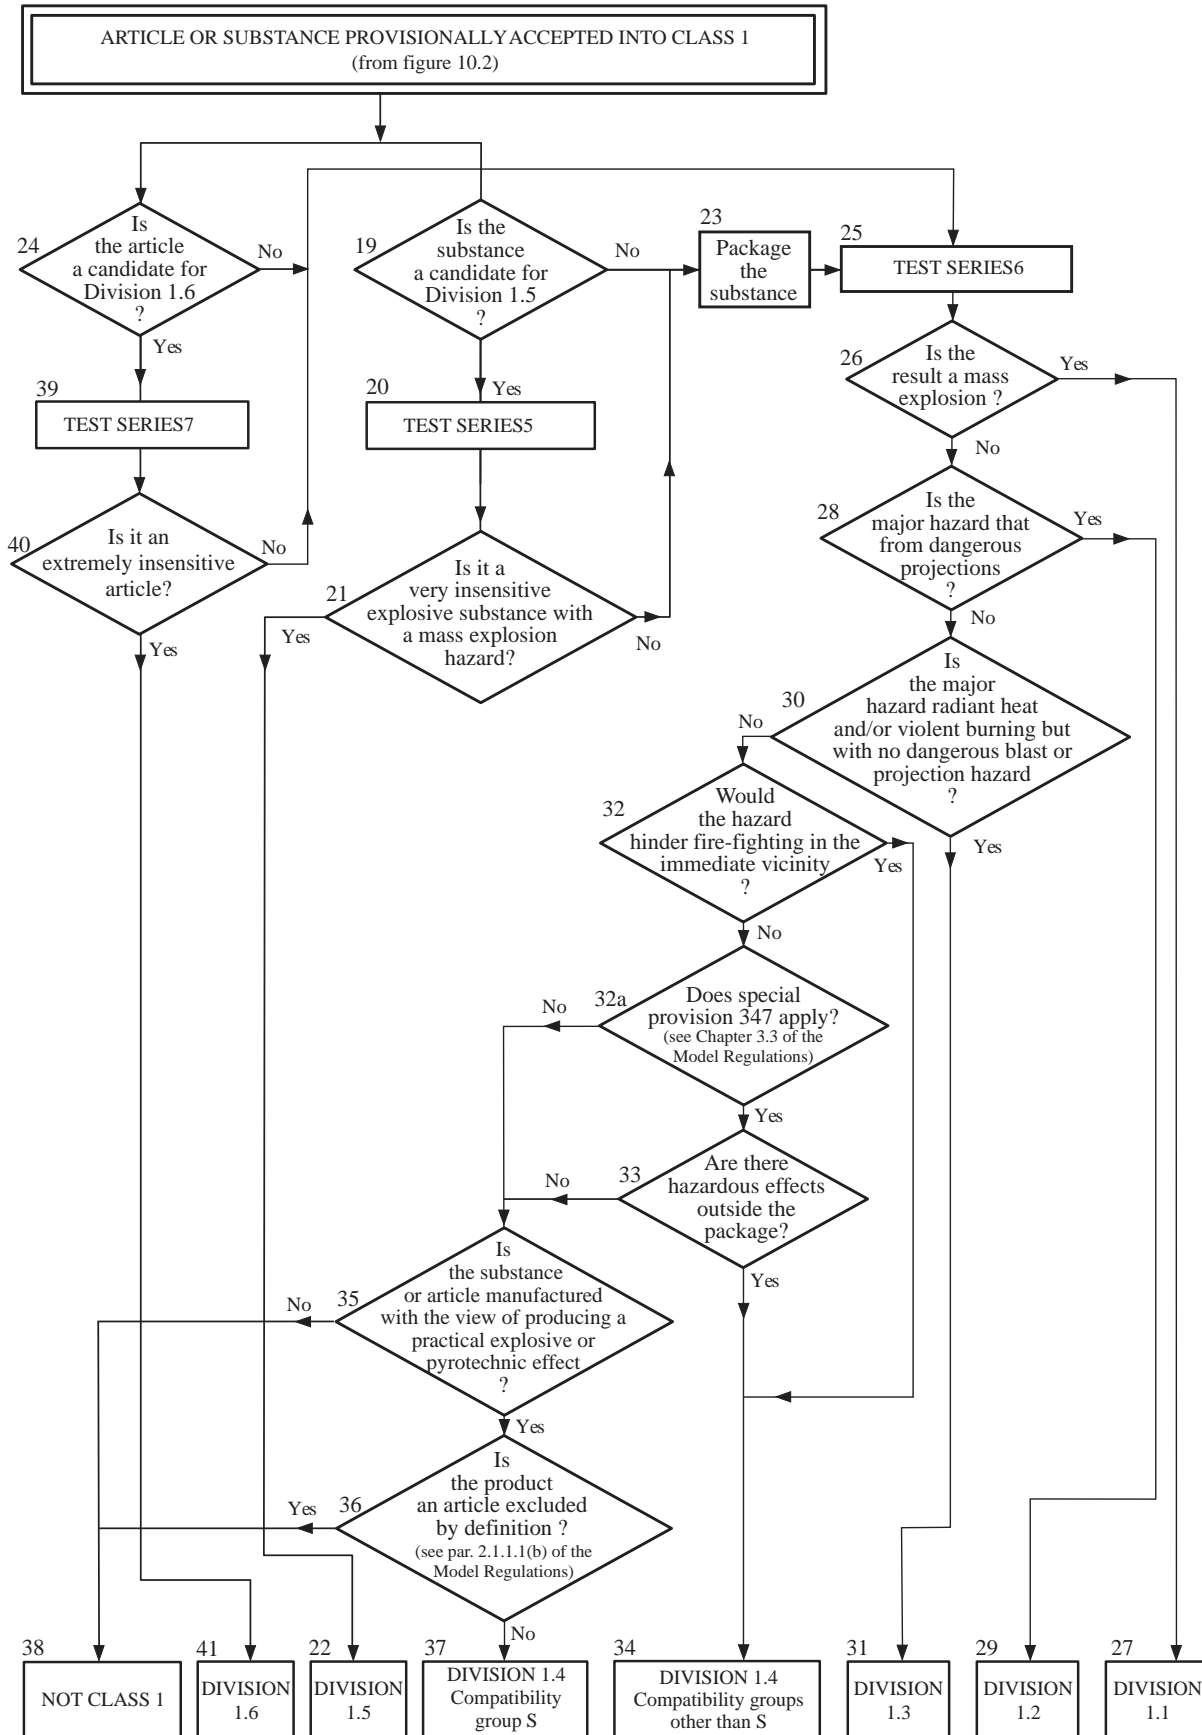 ARTICLE OR SUBSTANCE PROVISIONALLY ACCEPTED INTO CLASS 1
(from figure 10.2)
24
Is
the article
a candidate for
Division 1.6
?
No
Yes
19
Is the
substance
a candidate for
Division 1.5
?
No
Yes
23
Package
the
substance
25
TEST SERIES6
39
TEST SERIES7
20
TEST SERIES5
26
Is the
result a mass
explosion ?
Yes
No
40
Is it an
extremely insensitive
article?
No
Yes
21
Is it a
very insensitive
explosive substance with
a mass explosion
hazard?
Yes
No
28
Is the
major hazard that
from dangerous
projections
?
Yes
No
30
Is
the major
hazard radiant heat
and/or violent burning but
with no dangerous blast or
projection hazard
?
No
Yes
32
Would
the hazard
hinder fire-fighting in the
immediate vicinity
?
Yes
No
32a
Does special
provision 347 apply?
(see Chapter 3.3 of the
Model Regulations)
No
Yes
33
Are there
hazardous effects
outside the
package?
No
Yes
35
Is
the substance
or article manufactured
with the view of producing a
practical explosive or
pyrotechnic effect
?
No
Yes
36
Is
the product
an article excluded
by definition ?
(see par. 2.1.1.1(b) of the
Model Regulations)
Yes
No
38
NOT CLASS 1
41
DIVISION
1.6
22
DIVISION
1.5
37
DIVISION 1.4
Compatibility
group S
34
DIVISION 1.4
Compatibility groups
other than S
31
DIVISION
1.3
29
DIVISION
1.2
27
DIVISION
1.1